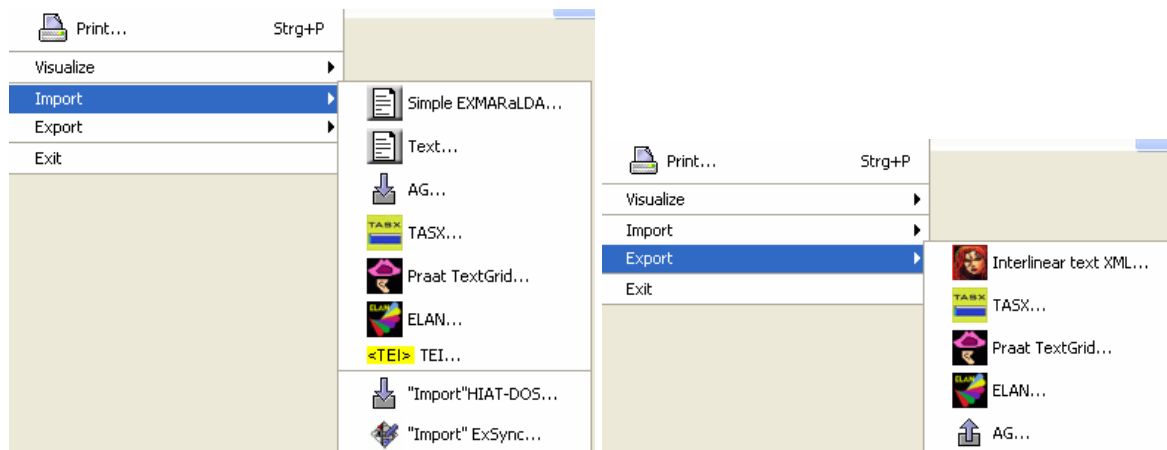 Print... Strg+P
Visualize
Import
Export
Exit
Simple EXMARaLDA...
Text...
AG...
TASX
TASX...
Praat TextGrid...
ELAN
ELAN...
<TEI> TEI...
"Import"HIAT-DOS...
"Import" ExSync...
Print... Strg+P
Visualize
Import
Export
Exit
Interlinear text XML...
TASX
TASX...
Praat TextGrid...
ELAN
ELAN...
AG...